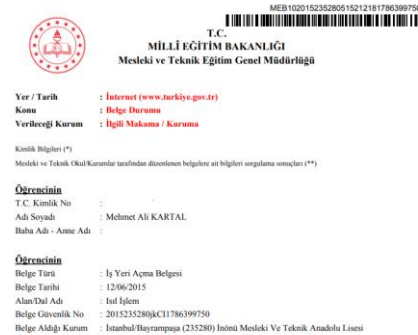 MEB10201523528051521218178639975
T.C.
MİLLÎ EĞİTİM BAKANLIĞI
Mesleki ve Teknik Eğitim Genel Müdürlüğü
Yer / Tarih : İnternet (www.turkiye.gov.tr)
Konu : Belge Durumu
Verileceği Kurum : İlgili Makama / Kuruma
Kimlik Bilgileri (*)
Mesleki ve Teknik Okul/Kurumlar tarafından düzenlenen belgelere ait bilgileri sorgulama sonuçları (**)
Öğrencinin
T.C. Kimlik No :
Adı Soyadı : Mehmet Ali KARTAL
Baba Adı - Anne Adı :
Öğrencinin
Belge Türü : İş Yeri Açma Belgesi
Belge Tarihi : 12/06/2015
Alan/Dal Adı : Isıl İşlem
Belge Güvenlik No : 2015235280jkCI1786399750
Belge Aldığı Kurum : İstanbul/Bayrampaşa (235280) İnönü Mesleki Ve Teknik Anadolu Lisesi